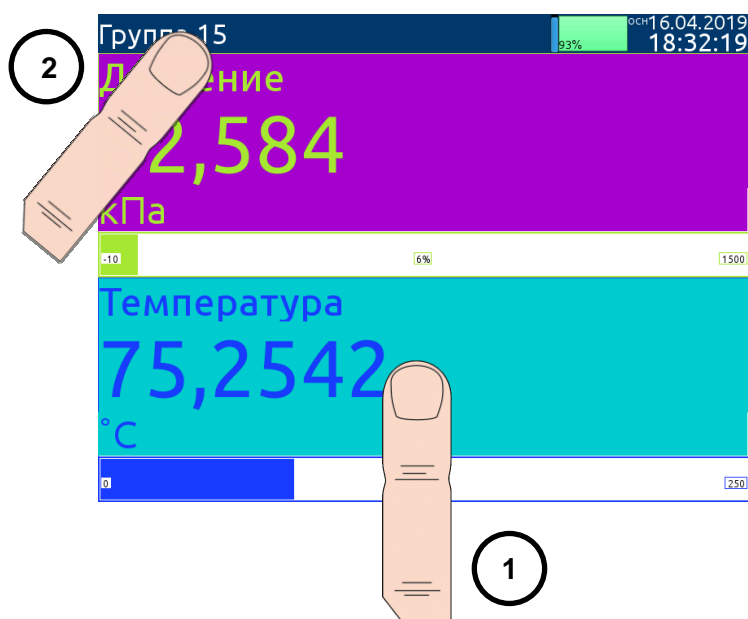 2
Группа 15
93%
осн 16.04.2019
18:32:19
кПа
-10 6% 1500
Температура
75,2542
°C
0 250
1